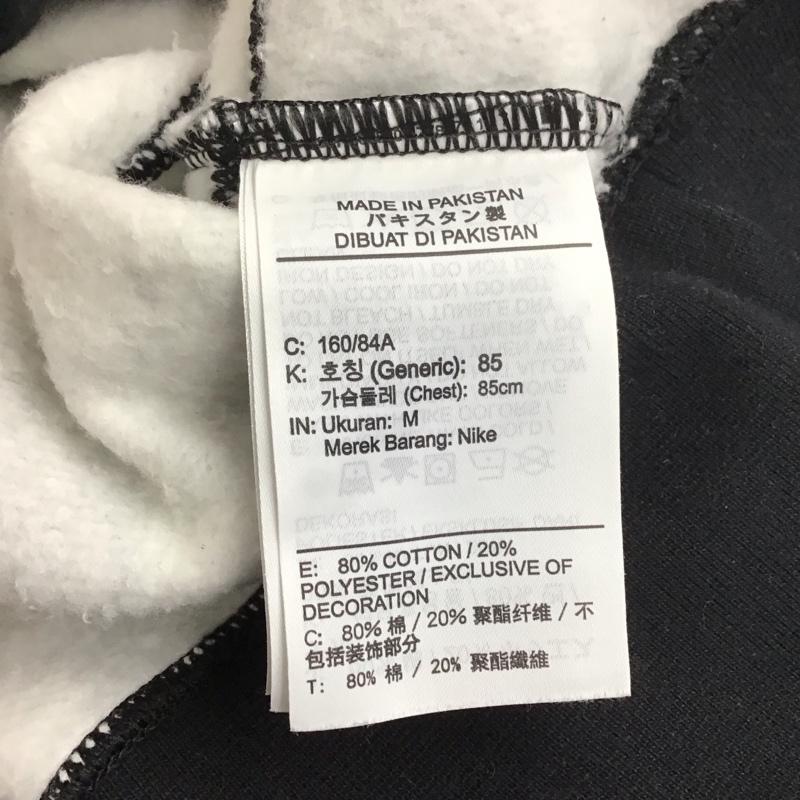 MADE IN PAKISTAN
パキスタン製
DIBUAT DI PAKISTAN
C: 160/84A
K: 호칭 (Generic): 85
가슴둘레 (Chest): 85cm
IN: Ukuran: M
Merek Barang: Nike
E: 80% COTTON / 20%
POLYESTER / EXCLUSIVE OF
DECORATION
C: 80% 棉 / 20% 聚酯纤维 / 不
包括装饰部分
T: 80% 棉 / 20% 聚酯纖維